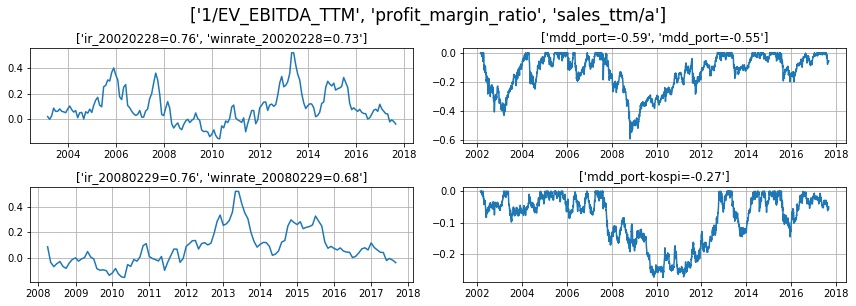 ['1/EV_EBITDA_TTM', 'profit_margin_ratio', 'sales_ttm/a']
['ir_20020228=0.76', 'winrate_20020228=0.73']
0.4
0.2
0.0
2004 2006 2008 2010 2012 2014 2016 2018
['mdd_port=-0.59', 'mdd_port=-0.55']
0.0
−0.2
−0.4
−0.6
2002 2004 2006 2008 2010 2012 2014 2016 2018
['ir_20080229=0.76', 'winrate_20080229=0.68']
0.4
0.2
0.0
2008 2009 2010 2011 2012 2013 2014 2015 2016 2017 2018
['mdd_port-kospi=-0.27']
0.0
−0.1
−0.2
2002 2004 2006 2008 2010 2012 2014 2016 2018